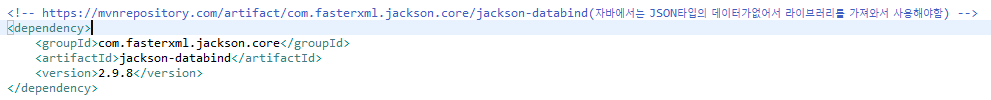 <!-- https://mvnrepository.com/artifact/com.fasterxml.jackson.core/jackson-databind(자바에서는 JSON타입의 데이터가없어서 라이브러리를 가져와서 사용해야함) -->
<dependency>
<groupId>com.fasterxml.jackson.core</groupId>
<artifactId>jackson-databind</artifactId>
<version>2.9.8</version>
</dependency>